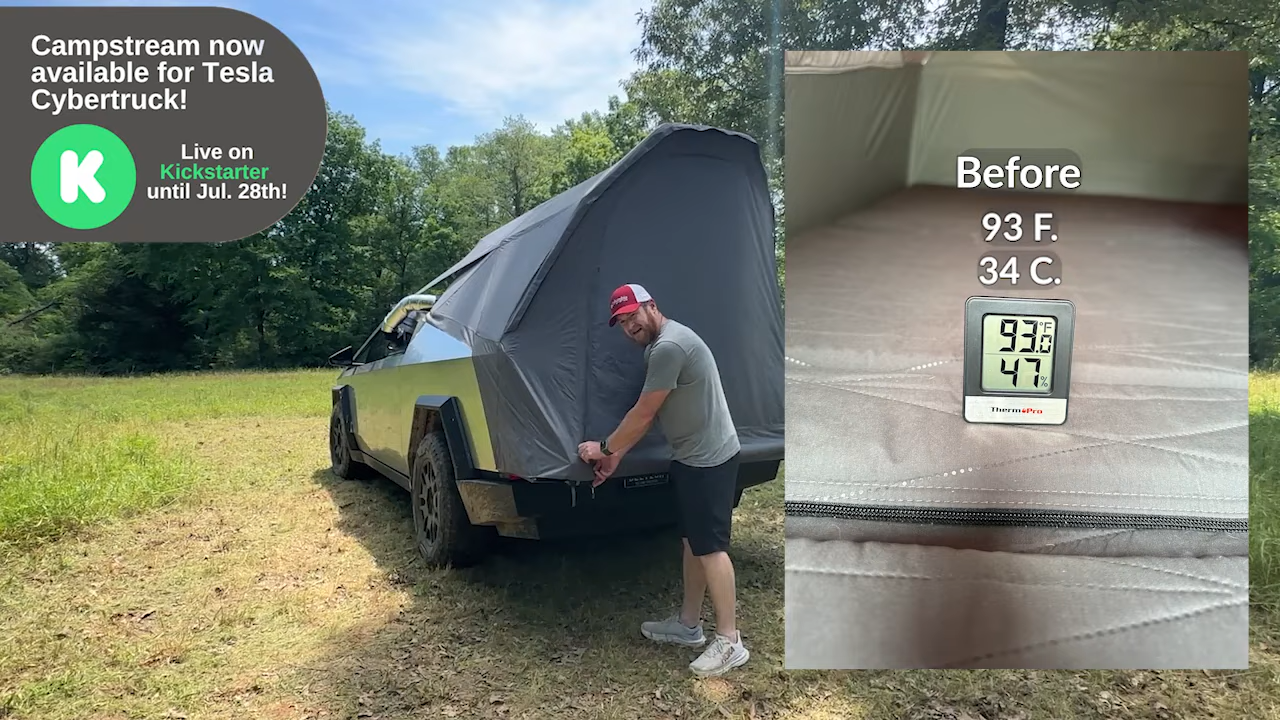 Campstream now
available for Tesla
Cybertruck!
K
Live on
Kickstarter
until Jul. 28th!
Before
93 F.
34 C.
93.0°F
47%
ThermoPro